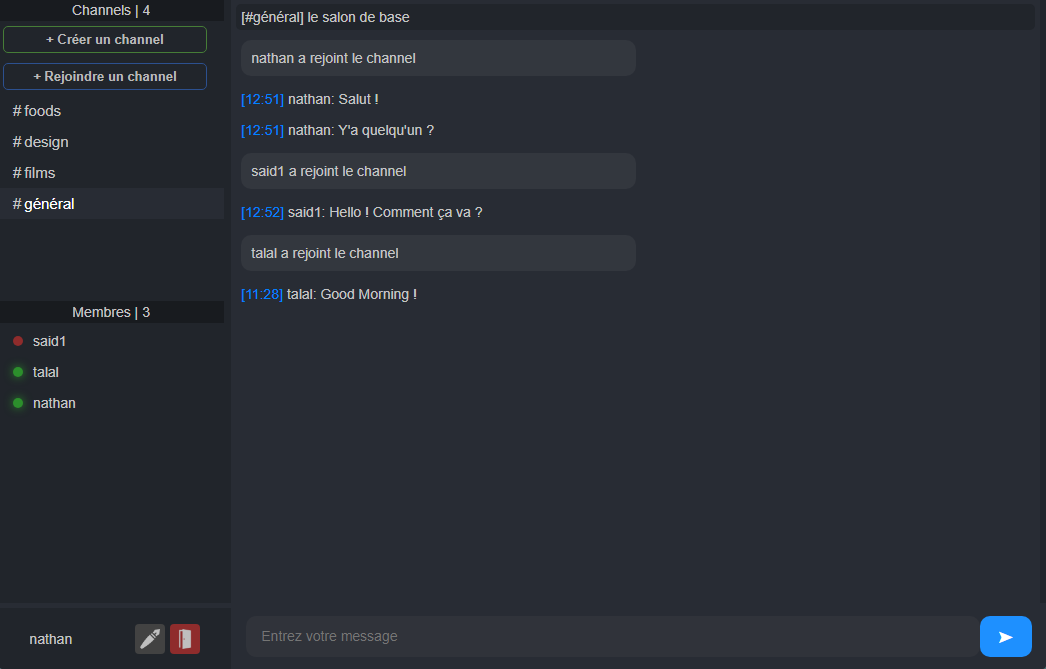 Channels | 4
+ Créer un channel
+ Rejoindre un channel
# foods
# design
# films
# général
Membres | 3
said1
talal
nathan
nathan
[#général] le salon de base
nathan a rejoint le channel
[12:51] nathan: Salut !
[12:51] nathan: Y'a quelqu'un ?
said1 a rejoint le channel
[12:52] said1: Hello ! Comment ça va ?
talal a rejoint le channel
[11:28] talal: Good Morning !
Entrez votre message